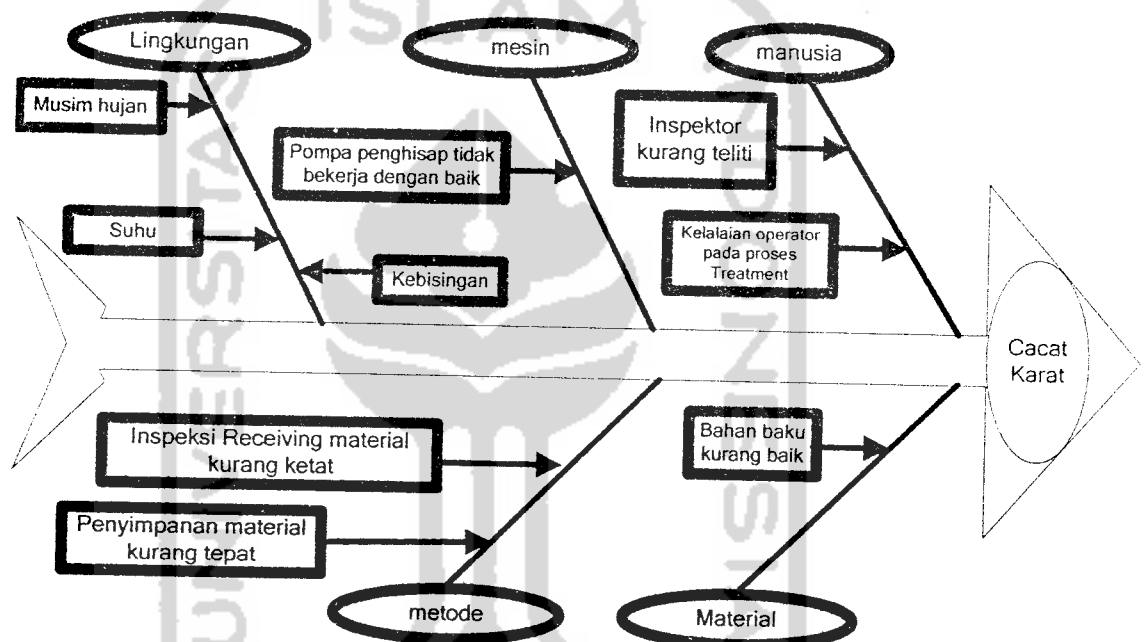 ISLAM
UNIVERSITAS
Lingkungan
mesin
manusia
Musim hujan
Inspektor
kurang teliti
Pompa penghisap tidak
bekerja dengan baik
Suhu
Kebisingan
Kelalaian operator
pada proses
Treatment
Cacat
Karat
Inspeksi Receiving material
kurang ketat
Bahan baku
kurang baik
Penyimpanan material
kurang tepat
metode
Material